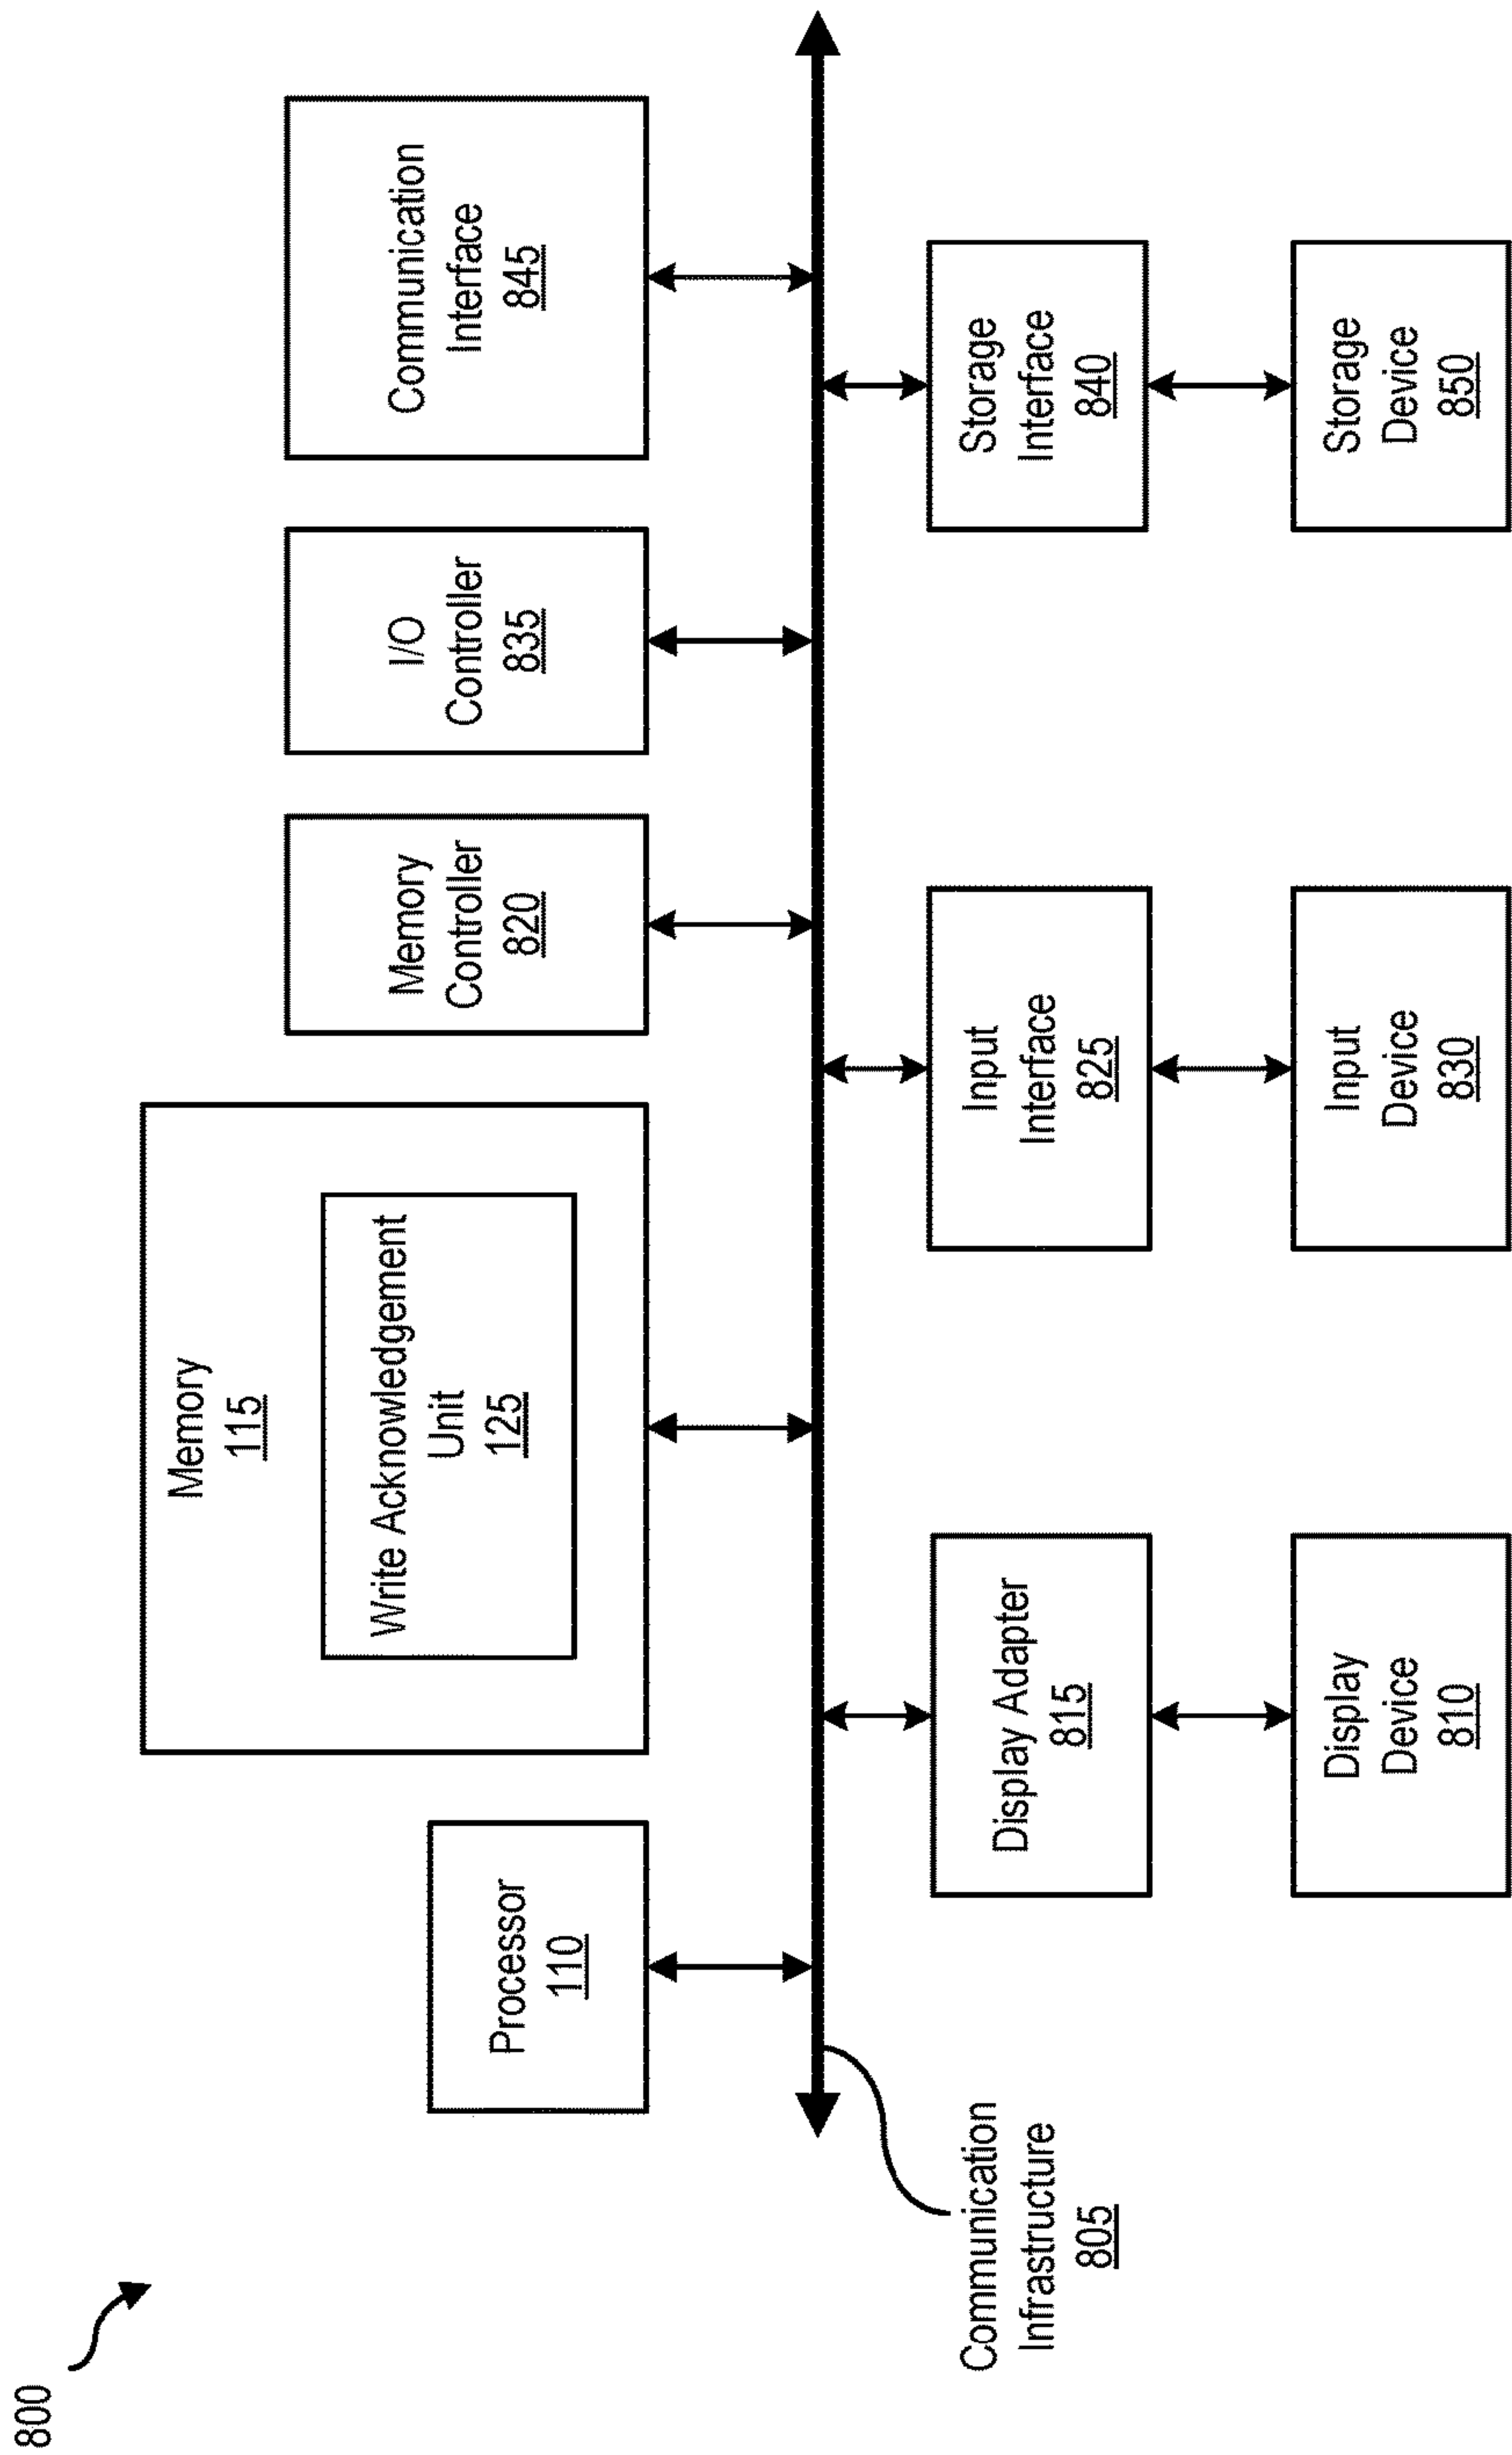 800
Processor
110
Memory
115
Write Acknowledgement
Unit
125
Memory
Controller
820
I/O
Controller
835
Communication
Interface
845
Communication
Infrastructure
805
Display Adapter
815
Input
Interface
825
Storage
Interface
840
Display
Device
810
Input
Device
830
Storage
Device
850